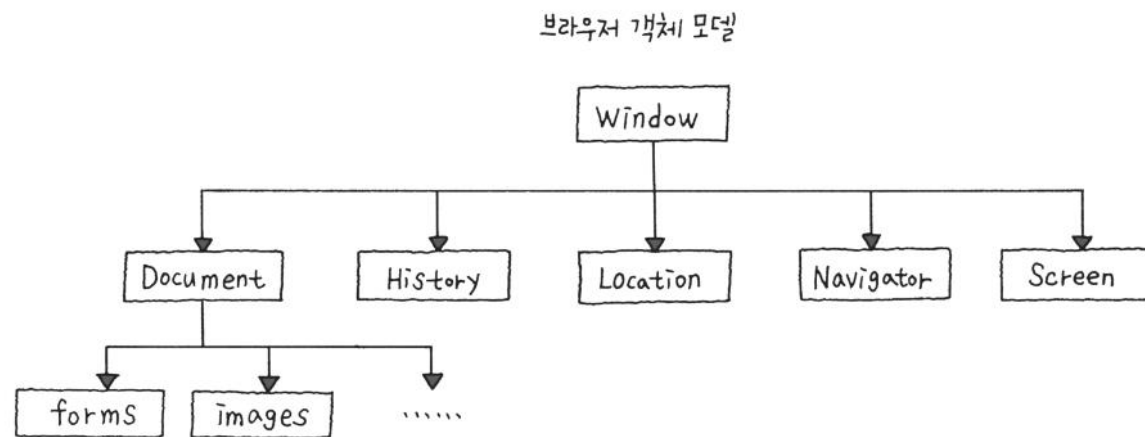 브라우저 객체 모델
Window
Document
History
Location
Navigator
Screen
forms
images
......